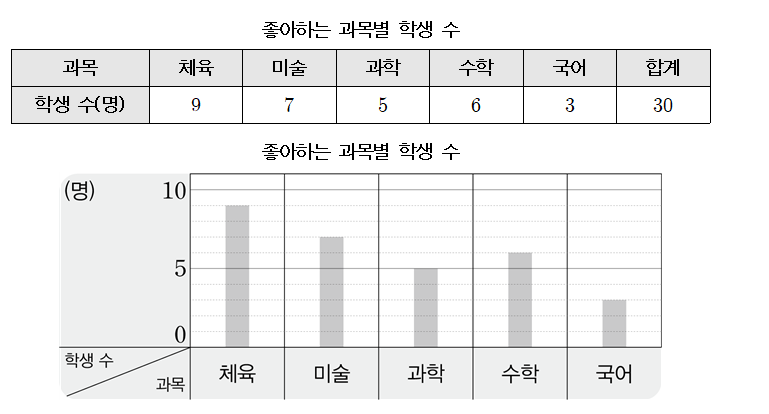 좋아하는 과목별 학생 수
과목 체육 미술 과학 수학 국어 합계
학생 수(명) 9 7 5 6 3 30
좋아하는 과목별 학생 수
(명) 10
5
0
학생 수
과목
체육 미술 과학 수학 국어